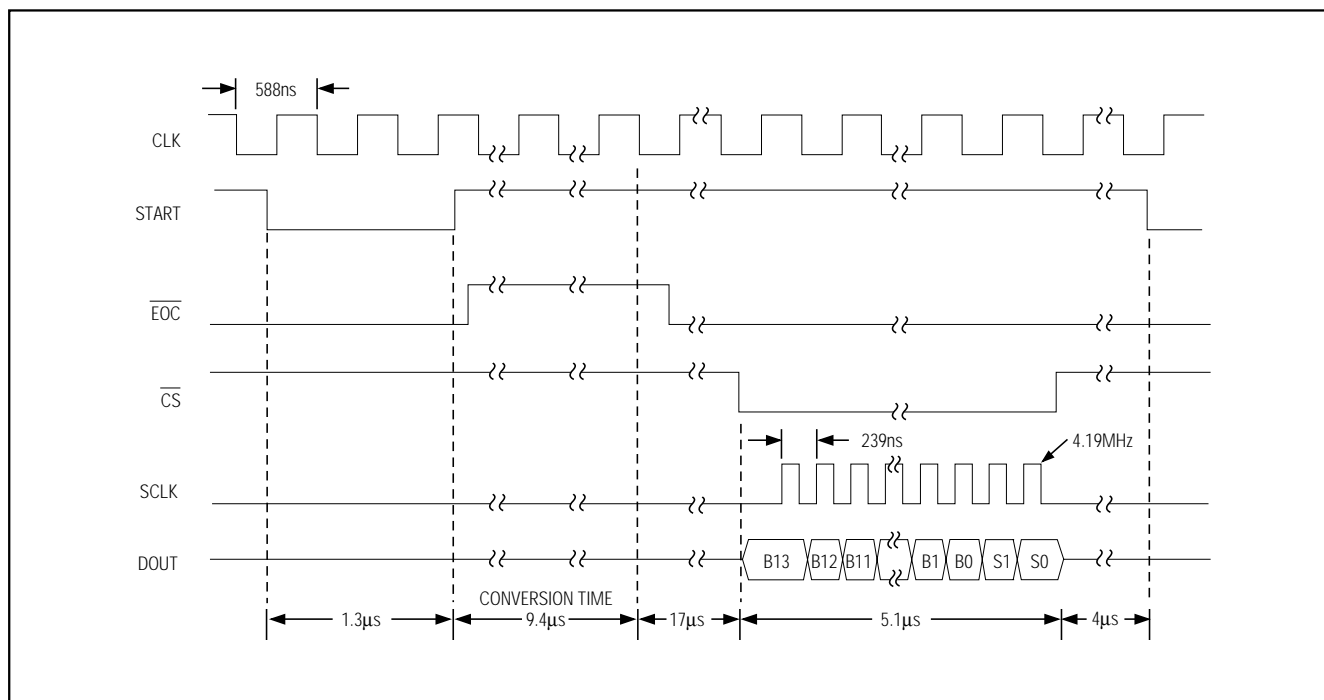 588ns
CLK
START
EOC
CS
239ns
4.19MHz
SCLK
DOUT
B13 B12 B11 B1 B0 S1 S0
CONVERSION TIME
1.3µs 9.4µs 17µs 5.1µs 4µs